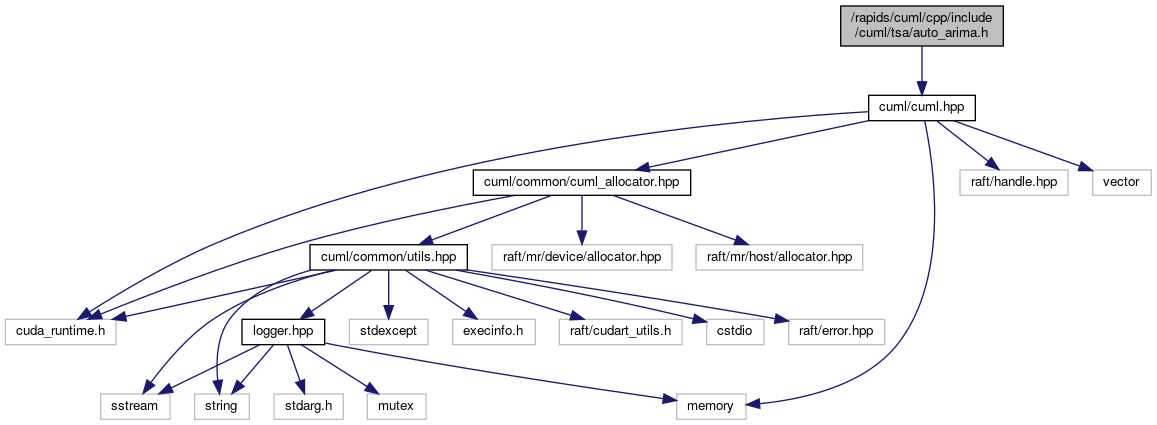 /rapids/cuml/cpp/include
/cuml/tsa/auto_arima.h
cuml/cuml.hpp
cuml/common/cuml_allocator.hpp
raft/handle.hpp
vector
cuml/common/utils.hpp
raft/mr/device/allocator.hpp
raft/mr/host/allocator.hpp
cuda_runtime.h
logger.hpp
stdexcept
execinfo.h
raft/cudart_utils.h
cstdio
raft/error.hpp
sstream
string
stdarg.h
mutex
memory